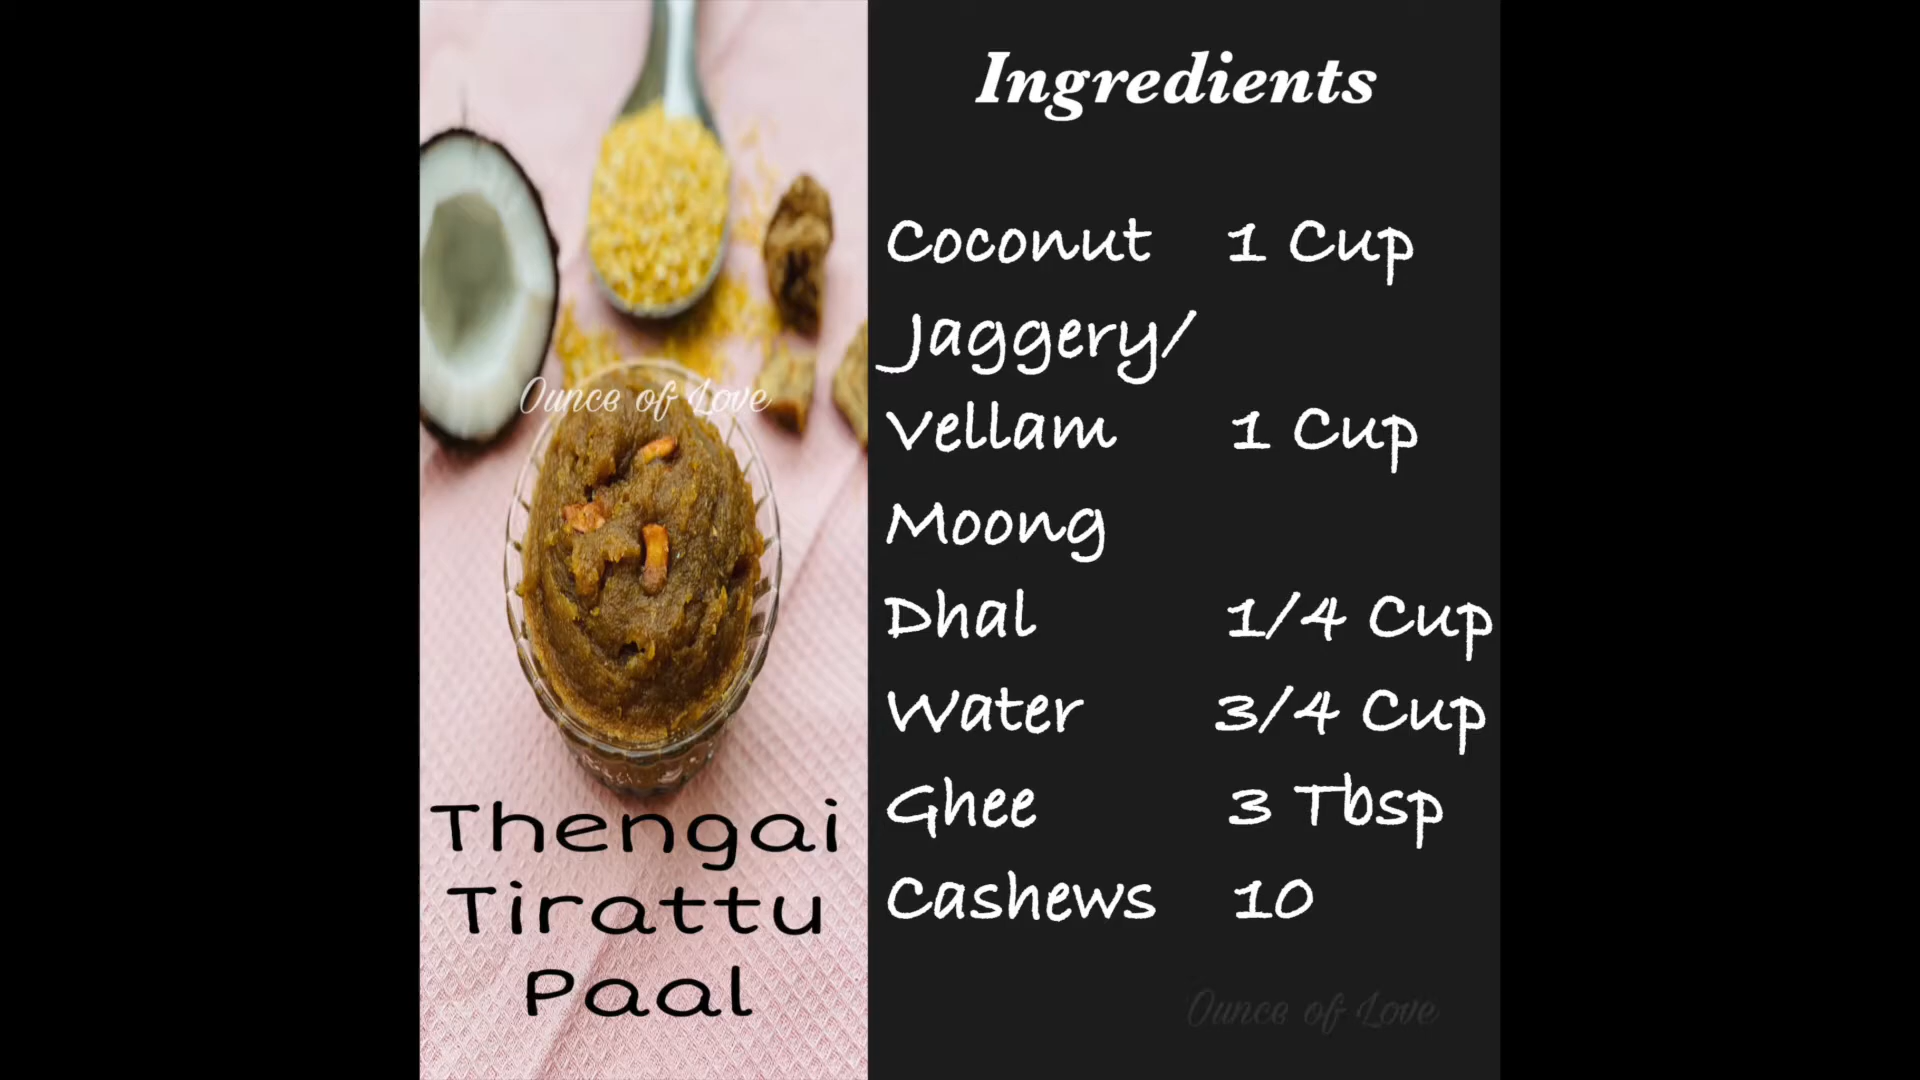 Ounce of Love
Thengai
Tirattu
Paal
Ingredients
Coconut 1 Cup
Jaggery/
Vellam 1 Cup
Moong
Dhal 1/4 Cup
Water 3/4 Cup
Ghee 3 Tbsp
Cashews 10
Ounce of Love